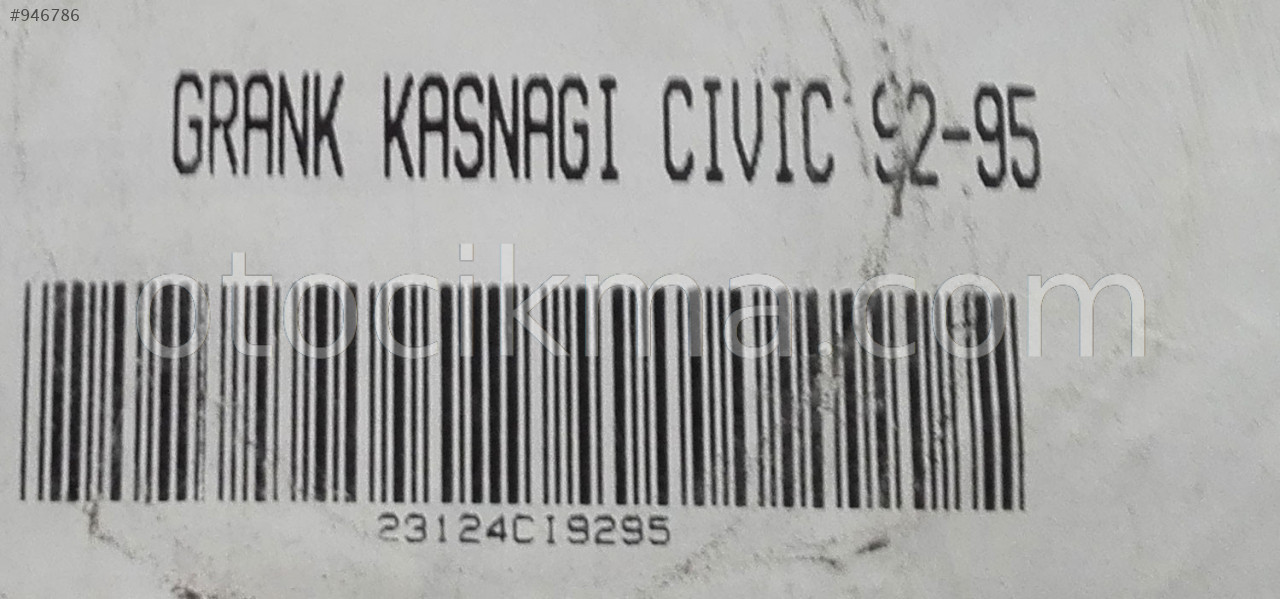 #946786
GRANK KASNAGI CIVIC 92-95
otocikma.com
23124CI9295